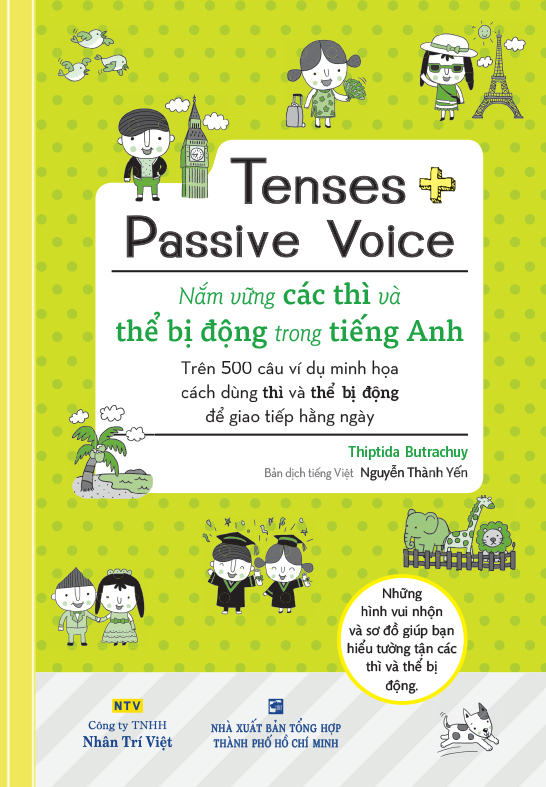 Tenses +
Passive Voice
Nắm vững các thì và
thể bị động trong tiếng Anh
Trên 500 câu ví dụ minh họa
cách dùng thì và thể bị động
để giao tiếp hằng ngày
Thiptida Butrachuy
Bản dịch tiếng Việt Nguyễn Thành Yến
Những
hình vui nhộn
và sơ đồ giúp bạn
hiểu tường tận các
thì và thể bị
động.
NTV
Công ty TNHH
Nhân Trí Việt
NHÀ XUẤT BẢN TỔNG HỢP
THÀNH PHỐ HỒ CHÍ MINH